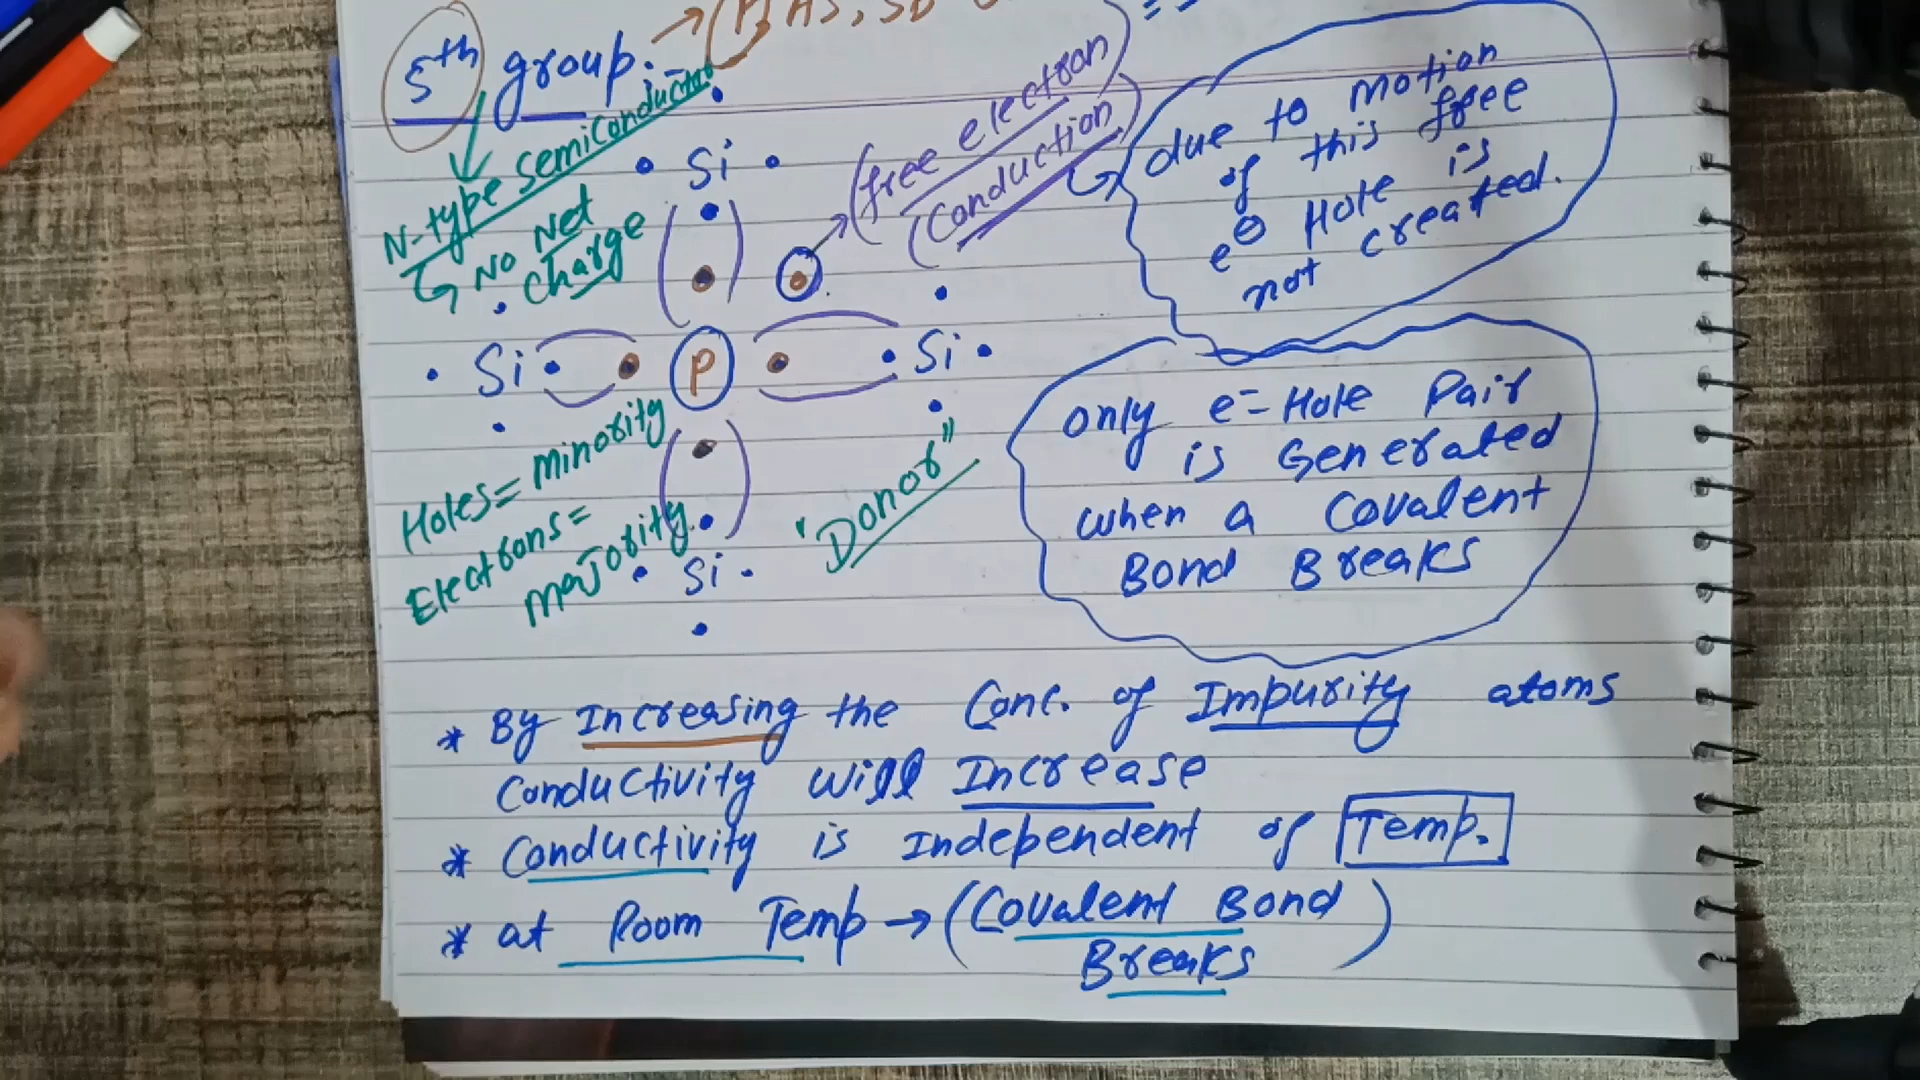 5th group. → (P, As, Sb
N-type semiconductor
No Net
charge
(free electron)
(Conduction)
due to motion
of this free
e⊖ Hole is
not created.
Si
Si P Si
Si
Holes = minority
Electrons =
majority
"Donor"
only e⁻ - Hole Pair
is Generated
when a Covalent
Bond Breaks
* By Increasing the Conc. of Impurity atoms
Conductivity will Increase
* Conductivity is Independent of Temp.
* at Room Temp → (Covalent Bond
Breaks)